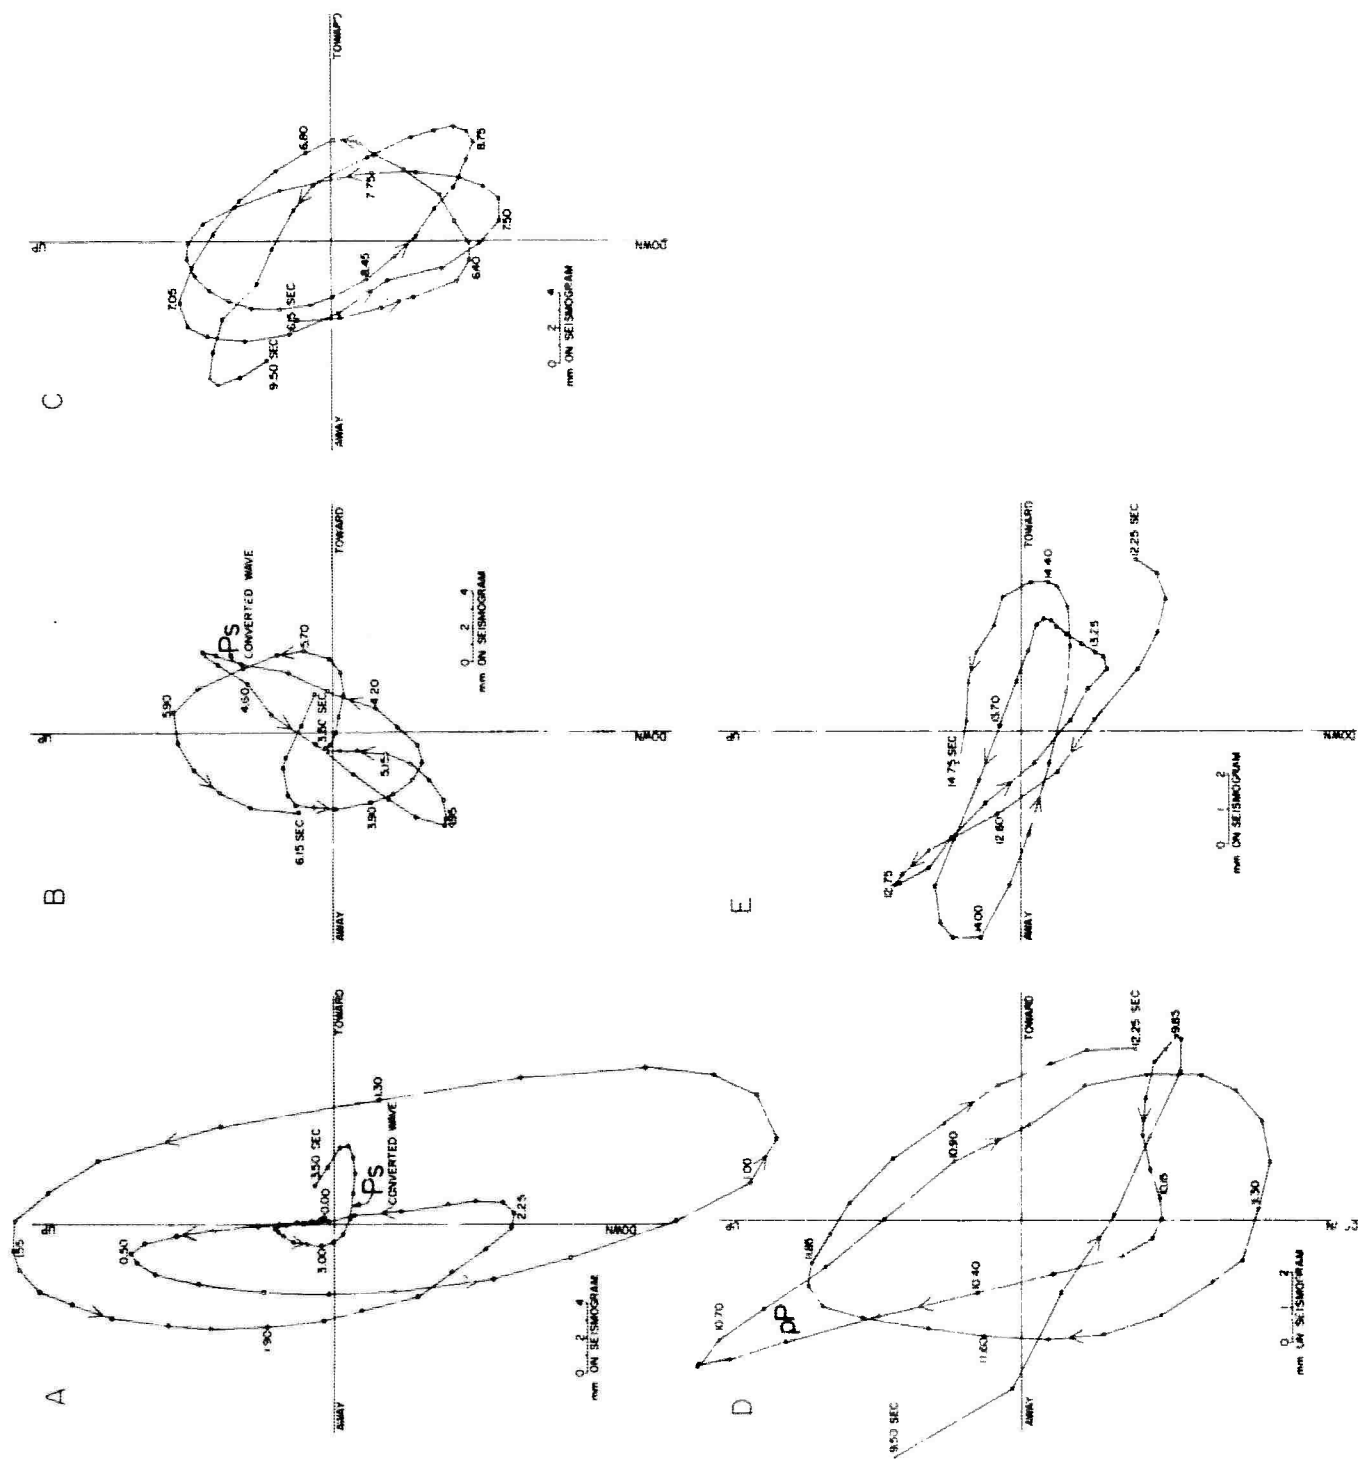 A
UP
0.50
1.55
0.00
3.50 SEC
1.30
TOWARD
Ps
CONVERTED WAVE
3.00
1.90
AWAY
2.25
1.00
DOWN
0 2 4
mm ON SEISMOGRAM
B
UP
5.90
Ps
CONVERTED WAVE
4.60
5.70
3.50 SEC
6.15 SEC
TOWARD
4.20
5.15
3.90
AWAY
DOWN
0 2 4
mm ON SEISMOGRAM
C
UP
7.05
6.80
6.15 SEC
9.50 SEC
TOWARD
7.75
8.45
AWAY
8.75
7.50
6.40
DOWN
0 2 4
mm ON SEISMOGRAM
D
UP
10.70
pP
11.85
10.90
10.40
11.60
9.50 SEC
TOWARD
12.25 SEC
9.85
AWAY
0 1 2
mm ON SEISMOGRAM
E
UP
12.75
14.75 SEC
13.70
12.60
14.00
TOWARD
14.40
13.25
12.25 SEC
AWAY
DOWN
0 1 2
mm ON SEISMOGRAM